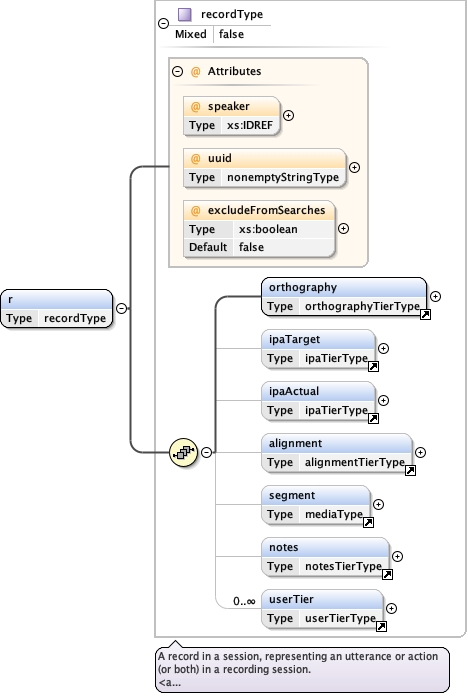 recordType
Mixed false
@ Attributes
@ speaker
Type xs:IDREF
@ uuid
Type nonemptyStringType
@ excludeFromSearches
Type xs:boolean
Default false
r
Type recordType
orthography
Type orthographyTierType
ipaTarget
Type ipaTierType
ipaActual
Type ipaTierType
alignment
Type alignmentTierType
segment
Type mediaType
notes
Type notesTierType
0..∞
userTier
Type userTierType
A record in a session, representing an utterance or action
(or both) in a recording session.
<a...